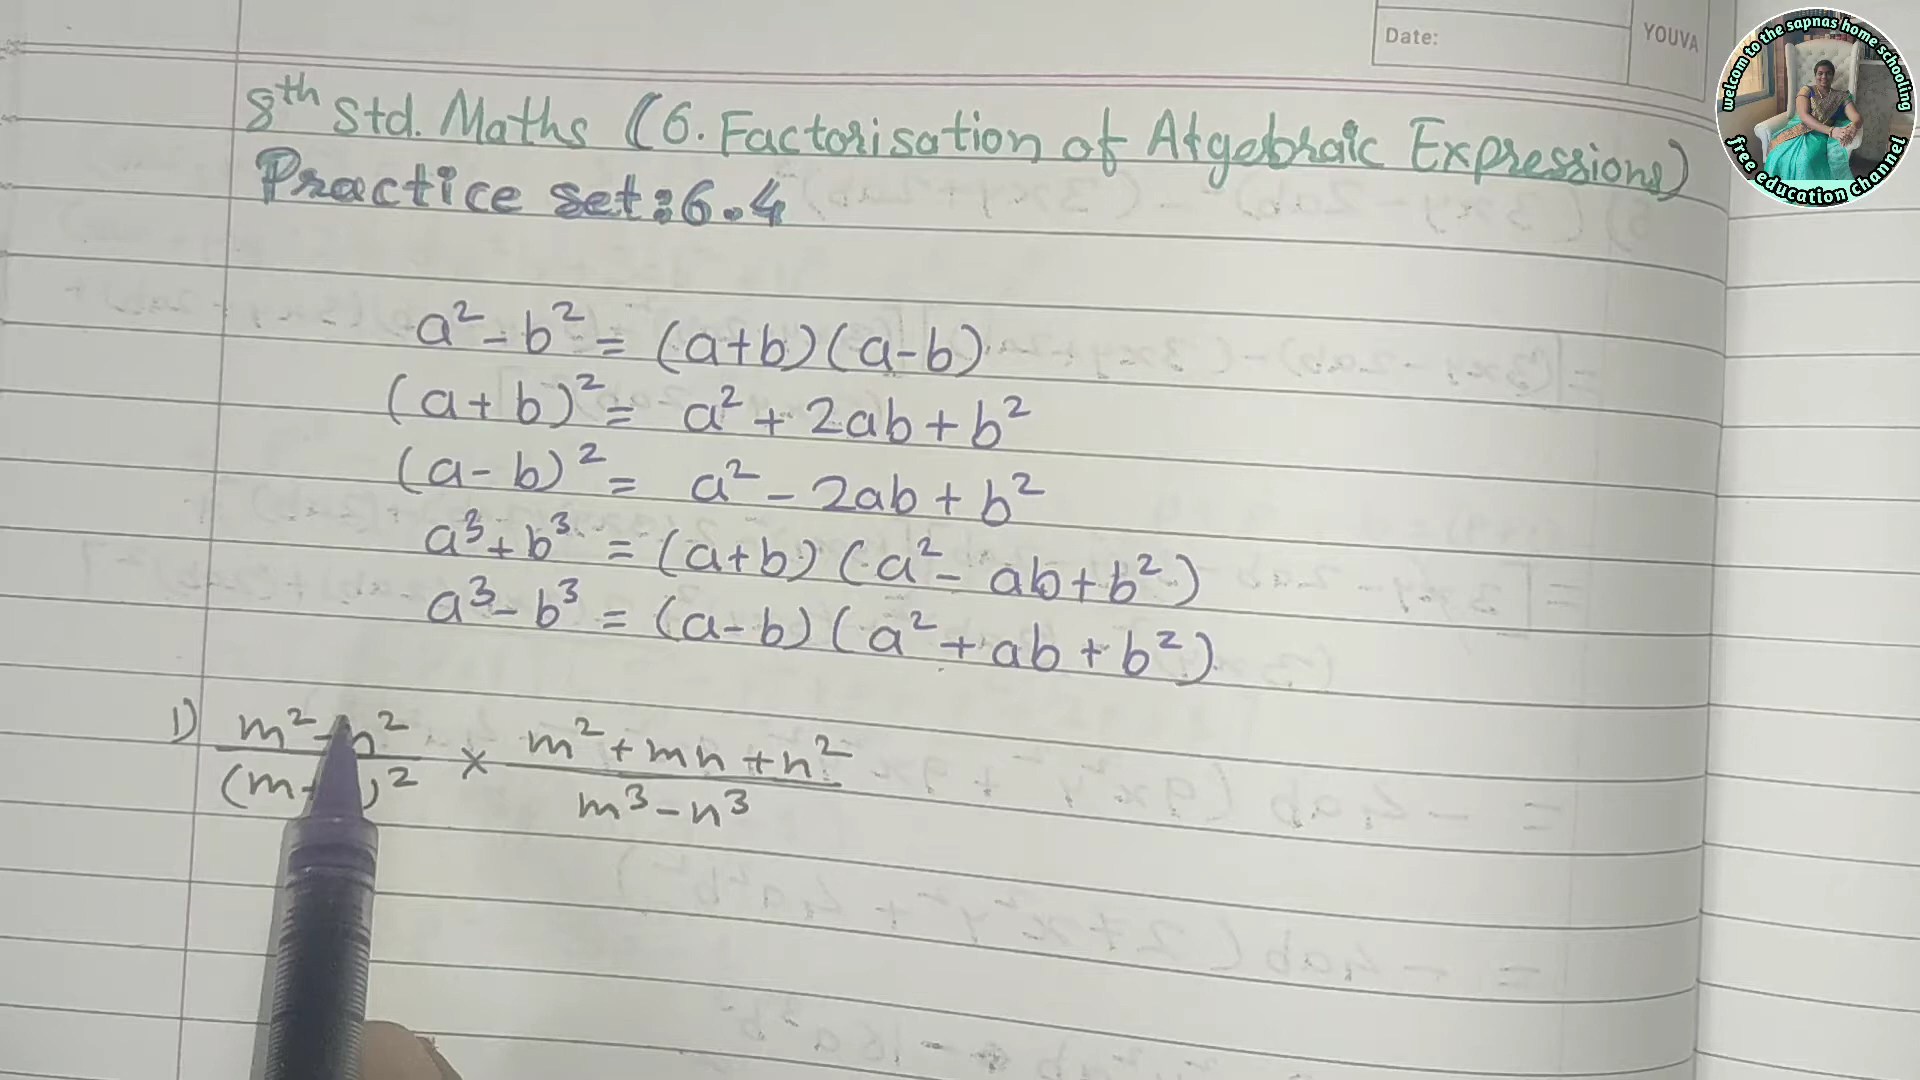 Date:
YOUVA
welcom to the sapnas home schooling
free education channel
8th Std. Maths (6. Factorisation of Algebraic Expressions)
Practice set: 6.4
a² - b² = (a+b)(a-b)
(a+b)² = a² + 2ab + b²
(a-b)² = a² - 2ab + b²
a³+b³ = (a+b)(a² - ab+b²)
a³-b³ = (a-b)(a² + ab + b²)
1) m² - n² / (m+ )² × m² + mn + n² / m³ - n³